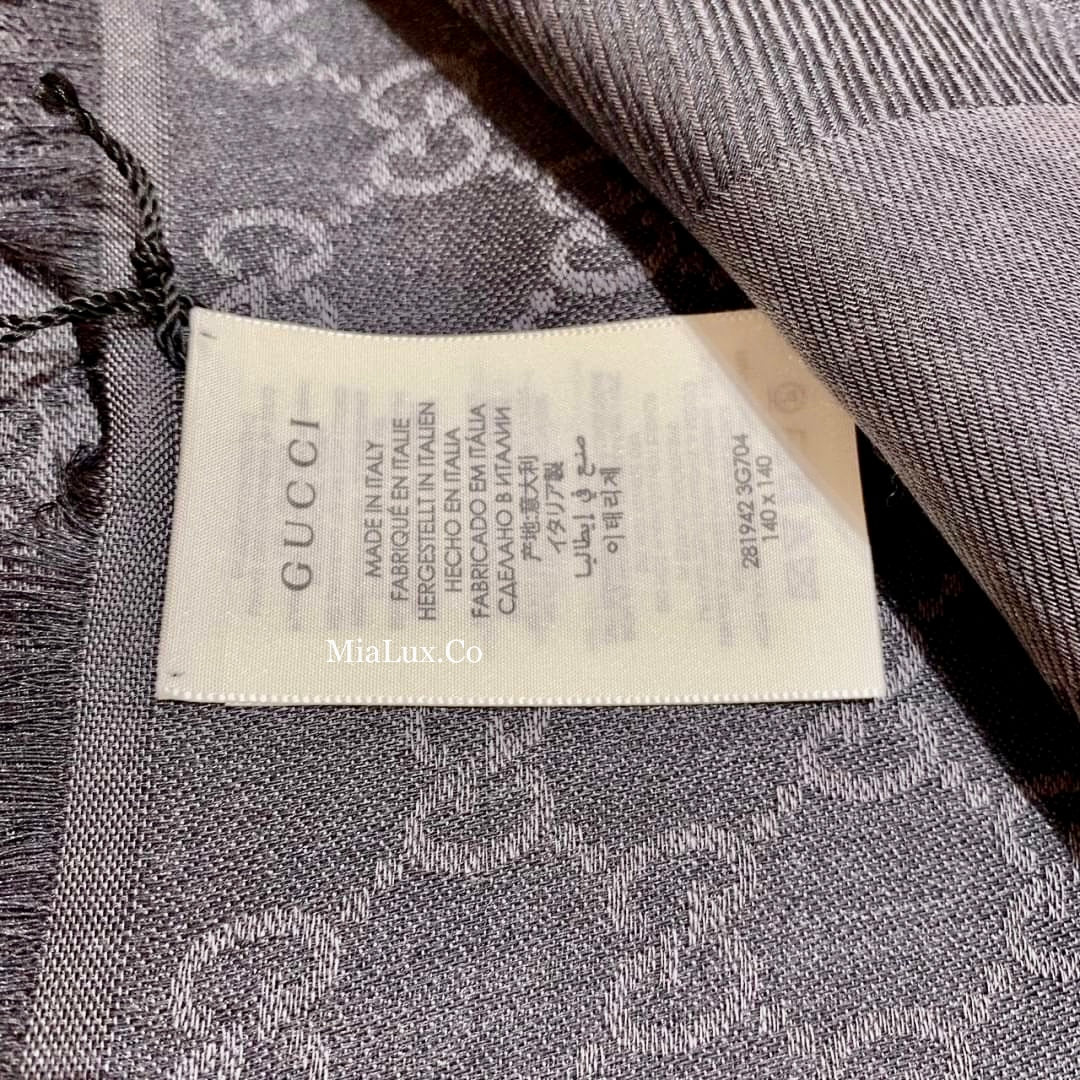 GUCCI
MADE IN ITALY
FABRIQUÉ EN ITALIE
HERGESTELLT IN ITALIEN
HECHO EN ITALIA
FABRICADO EM ITÁLIA
СДЕЛАНО В ИТАЛИИ
产地:意大利
イタリア製
صنع في إيطاليا
이태리제
281942 3G704
140 x 140
MiaLux.Co